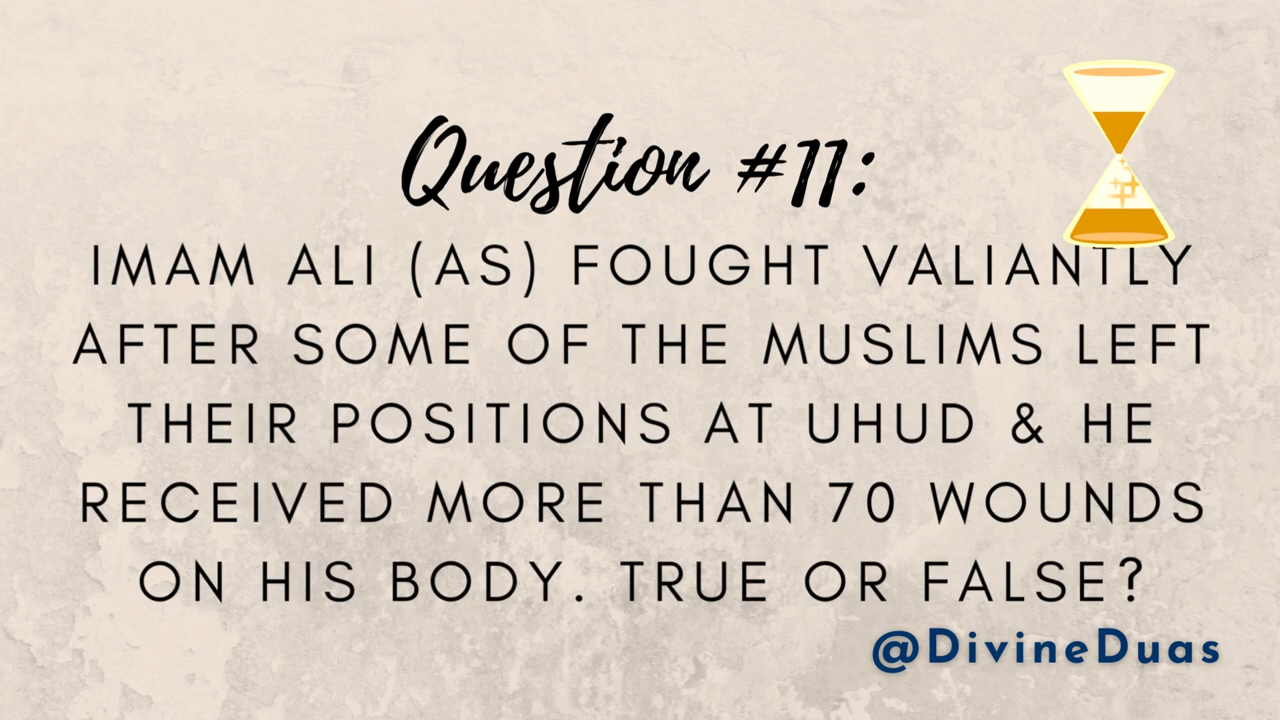 Question #11:
IMAM ALI (AS) FOUGHT VALIANTLY
AFTER SOME OF THE MUSLIMS LEFT
THEIR POSITIONS AT UHUD & HE
RECEIVED MORE THAN 70 WOUNDS
ON HIS BODY. TRUE OR FALSE?
@DivineDuas